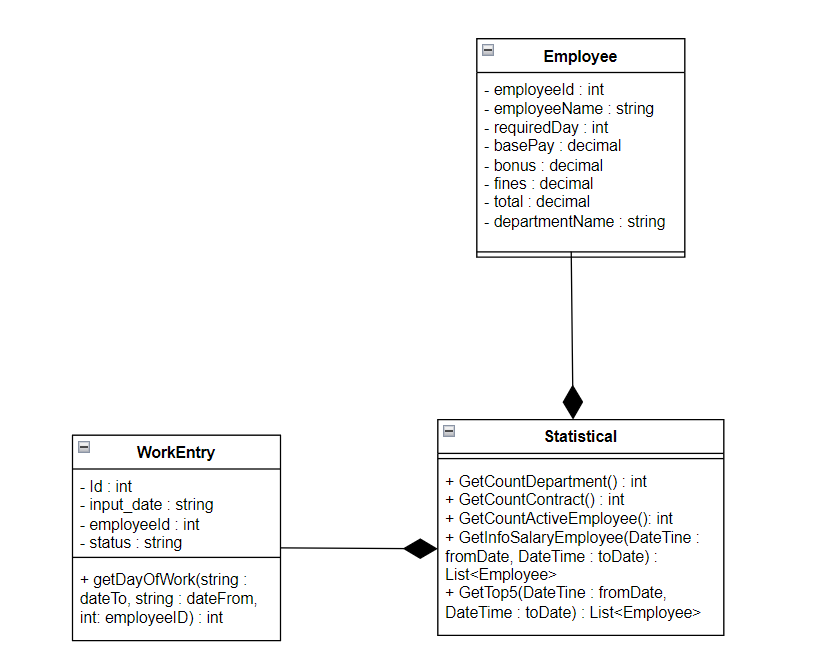 Employee
- employeeId : int
- employeeName : string
- requiredDay : int
- basePay : decimal
- bonus : decimal
- fines : decimal
- total : decimal
- departmentName : string
WorkEntry
- Id : int
- input_date : string
- employeeId : int
- status : string
+ getDayOfWork(string :
dateTo, string : dateFrom,
int: employeeID) : int
Statistical
+ GetCountDepartment() : int
+ GetCountContract() : int
+ GetCountActiveEmployee(): int
+ GetInfoSalaryEmployee(DateTine :
fromDate, DateTime : toDate) :
List<Employee>
+ GetTop5(DateTine : fromDate,
DateTime : toDate) : List<Employee>